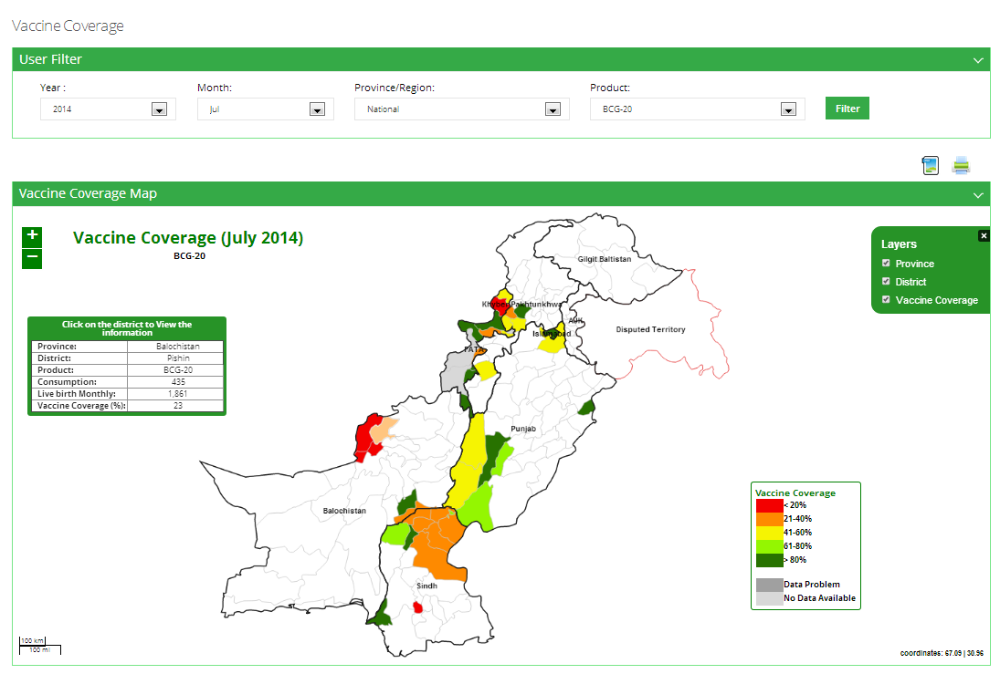 Vaccine Coverage
User Filter
Year :
Month:
Province/Region:
Product:
2014
Jul
National
BCG-20
Filter
Vaccine Coverage Map
+
−
Vaccine Coverage (July 2014)
BCG-20
Layers
Province
District
Vaccine Coverage
Click on the district to View the
information
Province: Balochistan
District: Pishin
Product: BCG-20
Consumption: 435
Live birth Monthly: 1,861
Vaccine Coverage (%): 23
Gilgit Baltistan
Khyber Pakhtunkhwa
AJK
Disputed Territory
Islamabad
FATA
Punjab
Balochistan
Sindh
Vaccine Coverage
< 20%
21-40%
41-60%
61-80%
> 80%
Data Problem
No Data Available
100 km
100 mi
coordinates: 67.09 | 30.96